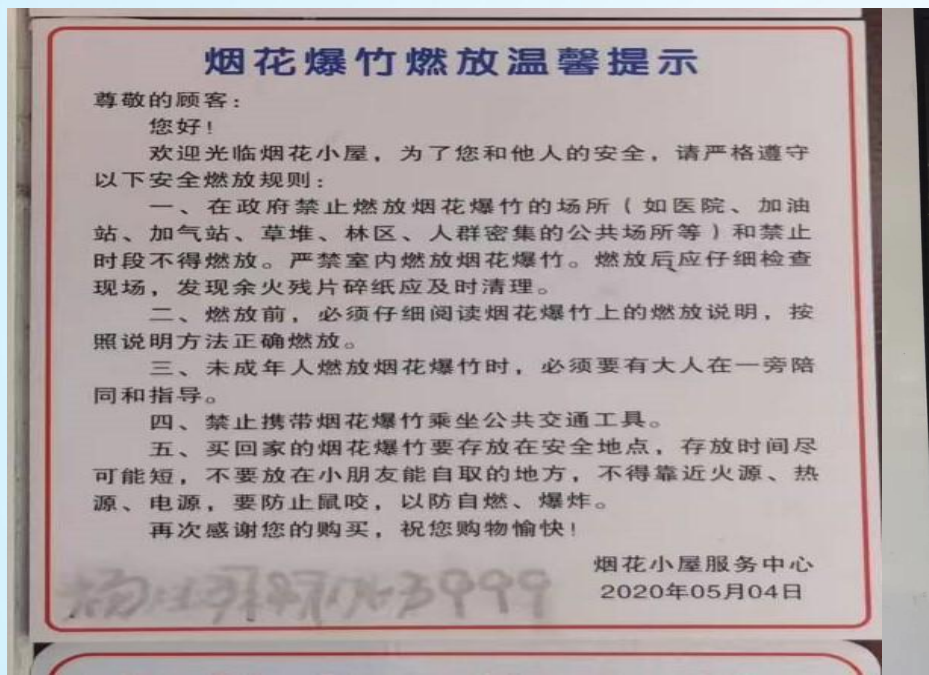 烟花爆竹燃放温馨提示
尊敬的顾客：
您好！
欢迎光临烟花小屋，为了您和他人的安全，请严格遵守
以下安全燃放规则：
一、在政府禁止燃放烟花爆竹的场所（如医院、加油
站、加气站、草堆、林区、人群密集的公共场所等）和禁止
时段不得燃放。严禁室内燃放烟花爆竹。燃放后应仔细检查
现场，发现余火残片碎纸应及时清理。
二、燃放前，必须仔细阅读烟花爆竹上的燃放说明，按
照说明方法正确燃放。
三、未成年人燃放烟花爆竹时，必须要有大人在一旁陪
同和指导。
四、禁止携带烟花爆竹乘坐公共交通工具。
五、买回家的烟花爆竹要存放在安全地点，存放时间尽
可能短，不要放在小朋友能自取的地方，不得靠近火源、热
源、电源，要防止鼠咬，以防自燃、爆炸。
再次感谢您的购买，祝您购物愉快！
烟花小屋服务中心
2020年05月04日